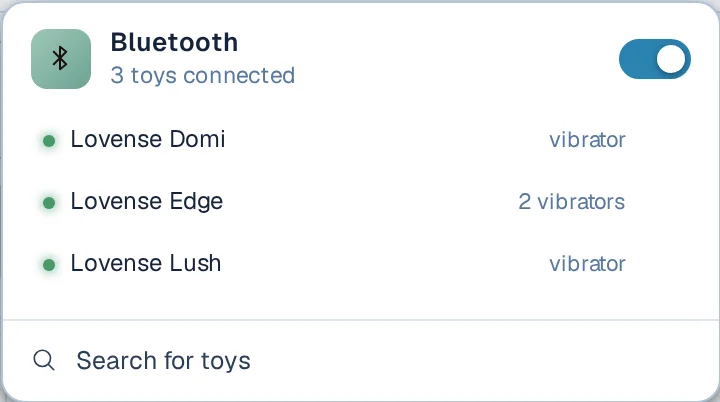 Bluetooth
3 toys connected
Lovense Domi vibrator
Lovense Edge 2 vibrators
Lovense Lush vibrator
Search for toys